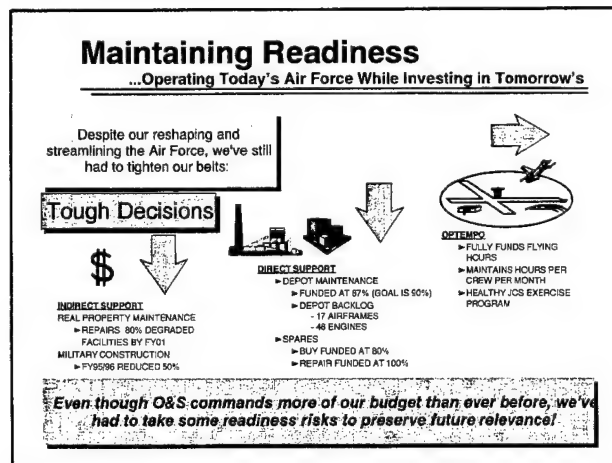 Maintaining Readiness
...Operating Today's Air Force While Investing in Tomorrow's
Despite our reshaping and
streamlining the Air Force, we've still
had to tighten our belts:
Tough Decisions
$
INDIRECT SUPPORT
REAL PROPERTY MAINTENANCE
► REPAIRS 80% DEGRADED
FACILITIES BY FY01
MILITARY CONSTRUCTION
► FY95/96 REDUCED 50%
DIRECT SUPPORT
► DEPOT MAINTENANCE
► FUNDED AT 67% (GOAL IS 90%)
► DEPOT BACKLOG
- 17 AIRFRAMES
- 46 ENGINES
► SPARES
► BUY FUNDED AT 80%
► REPAIR FUNDED AT 100%
OPTEMPO
► FULLY FUNDS FLYING
HOURS
► MAINTAINS HOURS PER
CREW PER MONTH
► HEALTHY JCS EXERCISE
PROGRAM
Even though O&S commands more of our budget than ever before, we've
had to take some readiness risks to preserve future relevance!